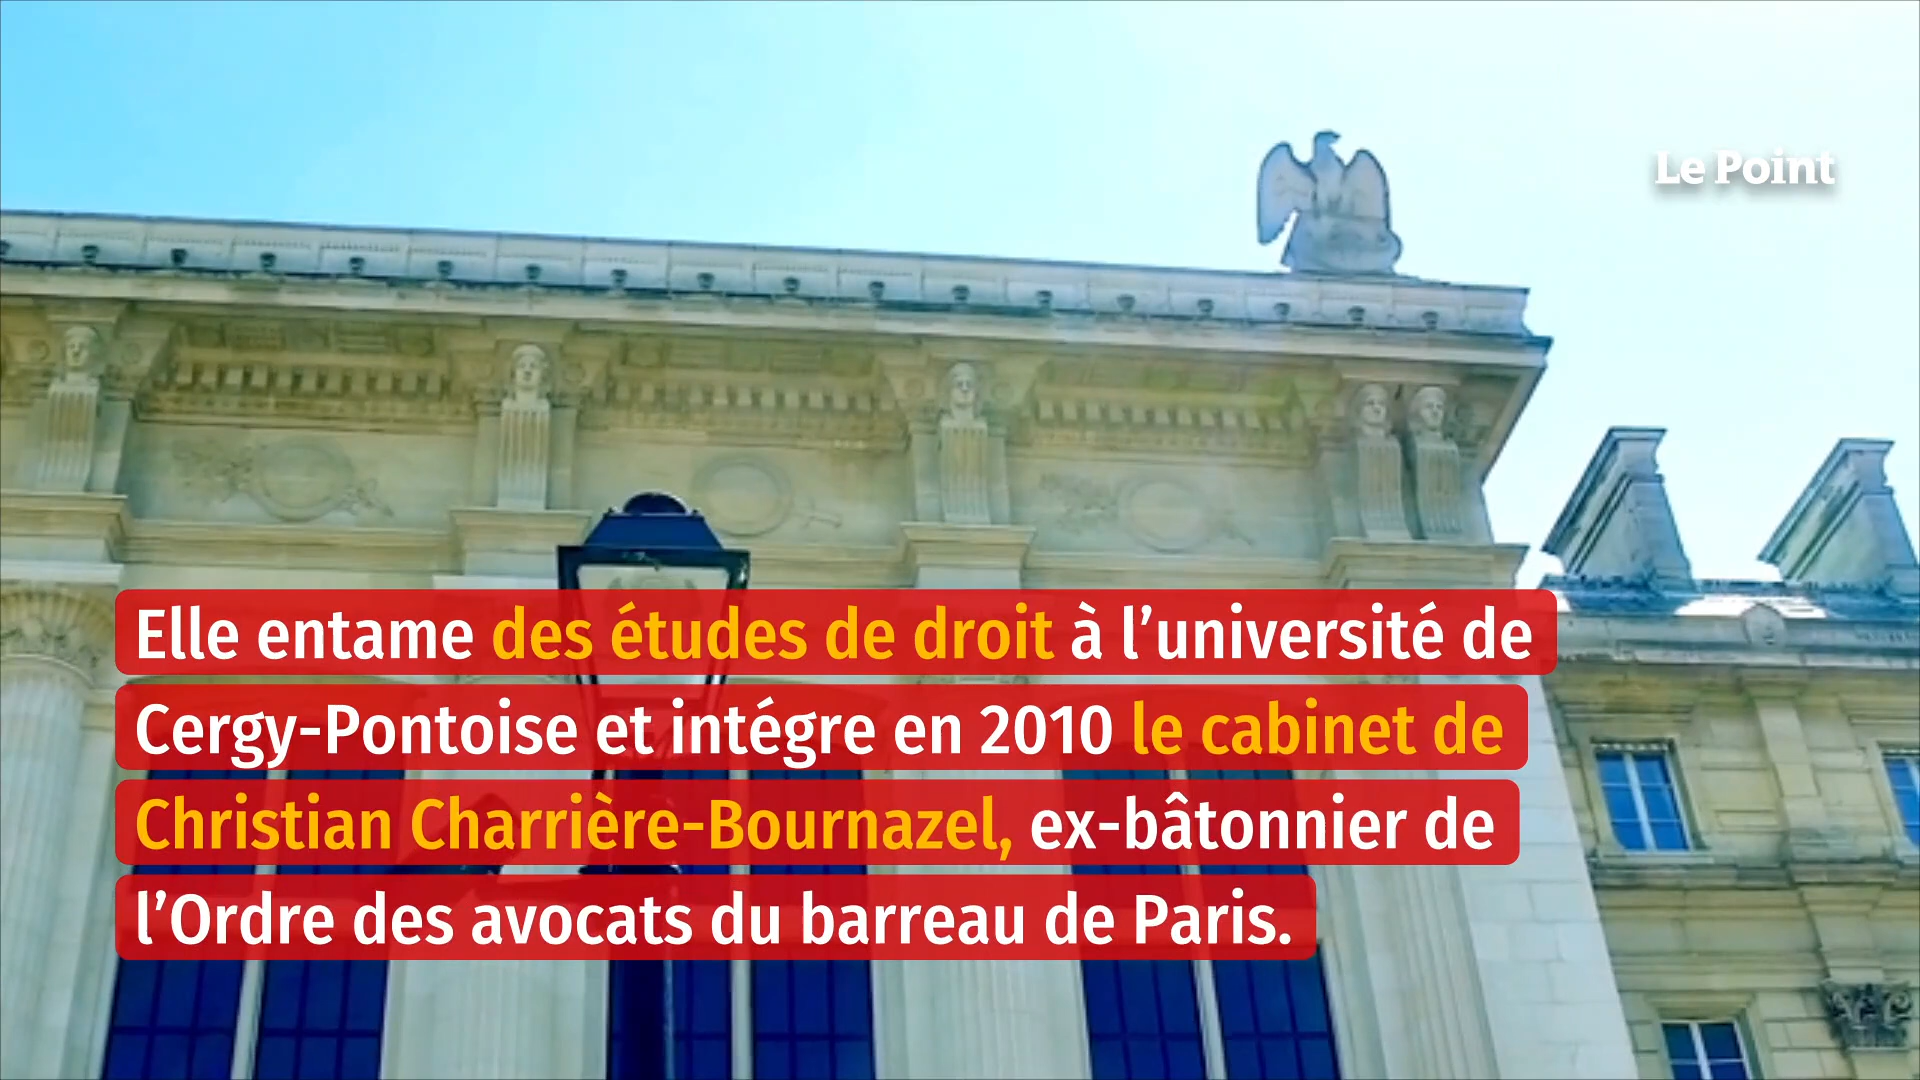 Le Point
Elle entame des études de droit à l’université de
Cergy-Pontoise et intégre en 2010 le cabinet de
Christian Charrière-Bournazel, ex-bâtonnier de
l’Ordre des avocats du barreau de Paris.